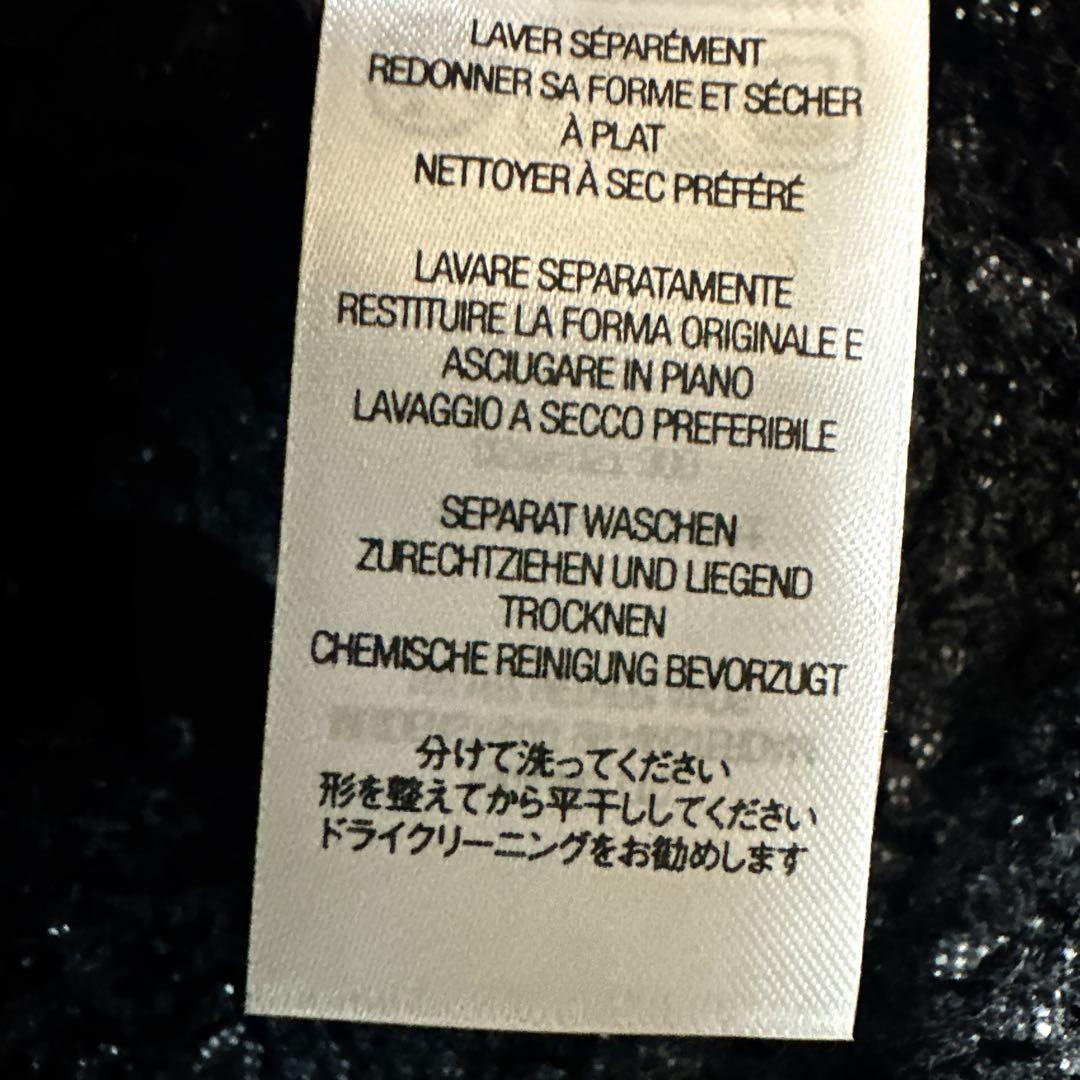 LAVER SÉPARÉMENT
REDONNER SA FORME ET SÉCHER
À PLAT
NETTOYER À SEC PRÉFÉRÉ
LAVARE SEPARATAMENTE
RESTITUIRE LA FORMA ORIGINALE E
ASCIUGARE IN PIANO
LAVAGGIO A SECCO PREFERIBILE
SEPARAT WASCHEN
ZURECHTZIEHEN UND LIEGEND
TROCKNEN
CHEMISCHE REINIGUNG BEVORZUGT
分けて洗ってください
形を整えてから平干ししてください
ドライクリーニングをお勧めします